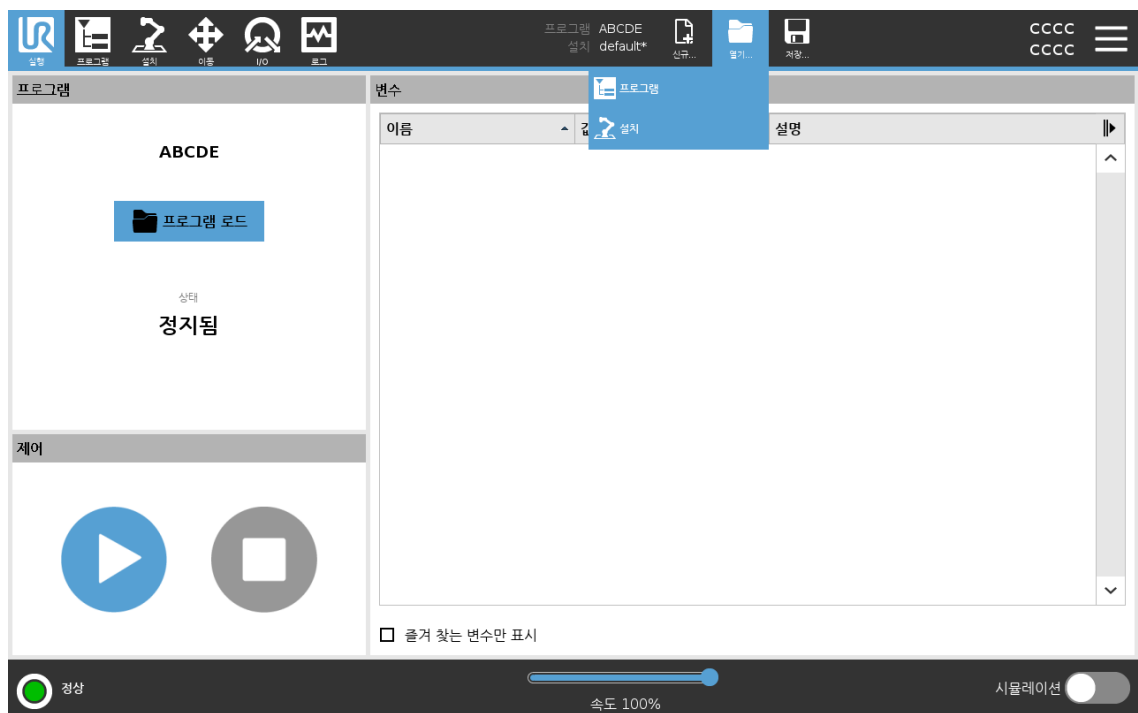 프로그램 ABCDE
설치 default*
실행 프로그램 설치 이동 I/O 로그
신규... 열기... 저장...
CCCC
CCCC
프로그램
설치
프로그램
변수
이름
설명
ABCDE
프로그램 로드
상태
정지됨
제어
즐겨 찾는 변수만 표시
정상
속도 100%
시뮬레이션